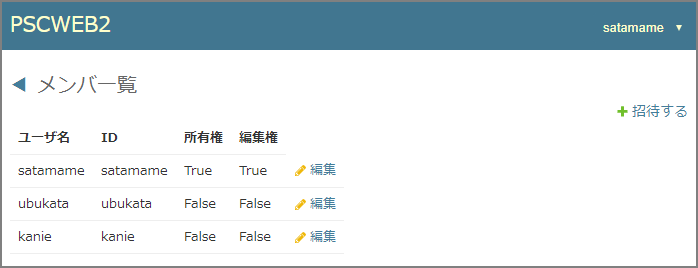 PSCWEB2 satamame ▼
◀ メンバ一覧
✚ 招待する
ユーザ名 ID 所有権 編集権
satamame satamame True True 編集
ubukata ubukata False False 編集
kanie kanie False False 編集